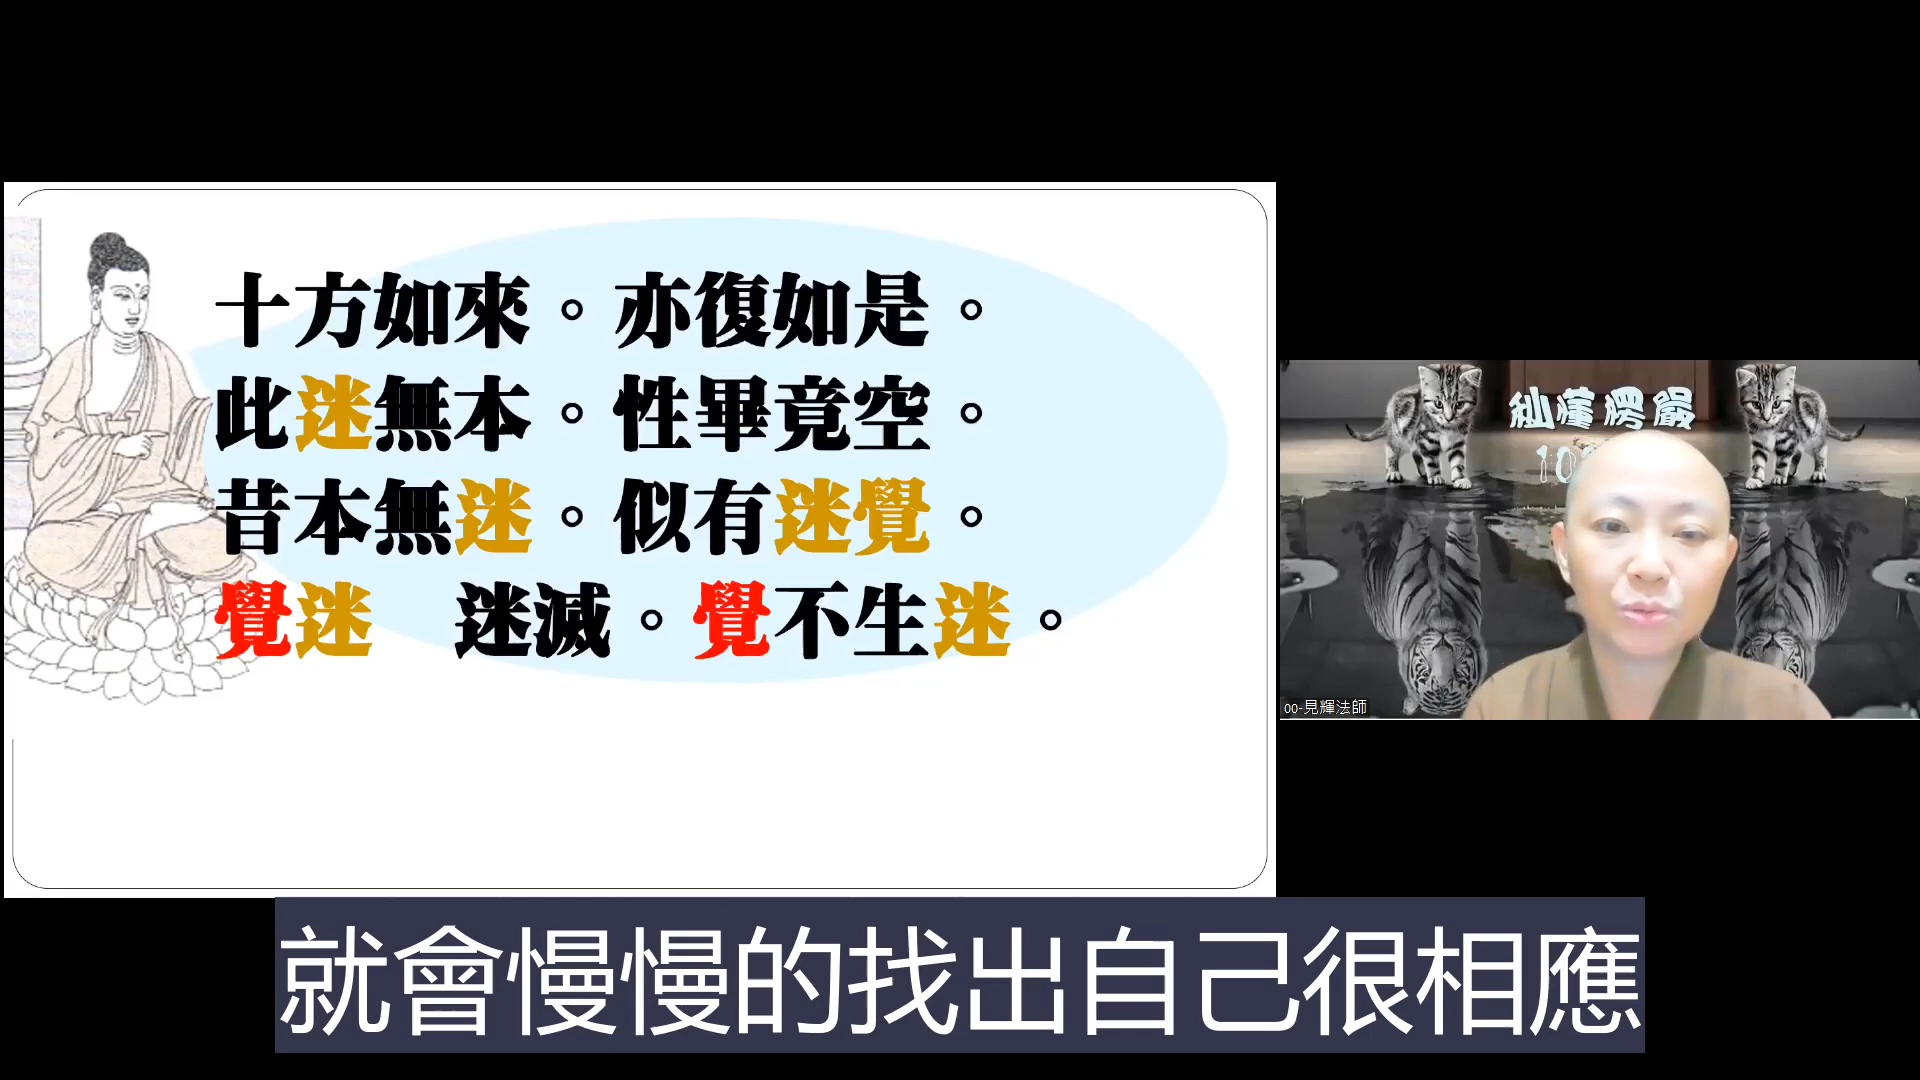 十方如來。亦復如是。
此迷無本。性畢竟空。
昔本無迷。似有迷覺。
覺迷　迷滅。覺不生迷。
秒懂楞嚴
00-見輝法師
就會慢慢的找出自己很相應